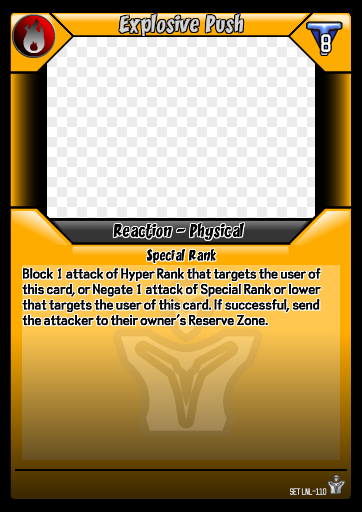 Explosive Push
8
Reaction - Physical
Special Rank
Block 1 attack of Hyper Rank that targets the user of
this card, or Negate 1 attack of Special Rank or lower
that targets the user of this card. If successful, send
the attacker to their owner's Reserve Zone.
SET LNL-110